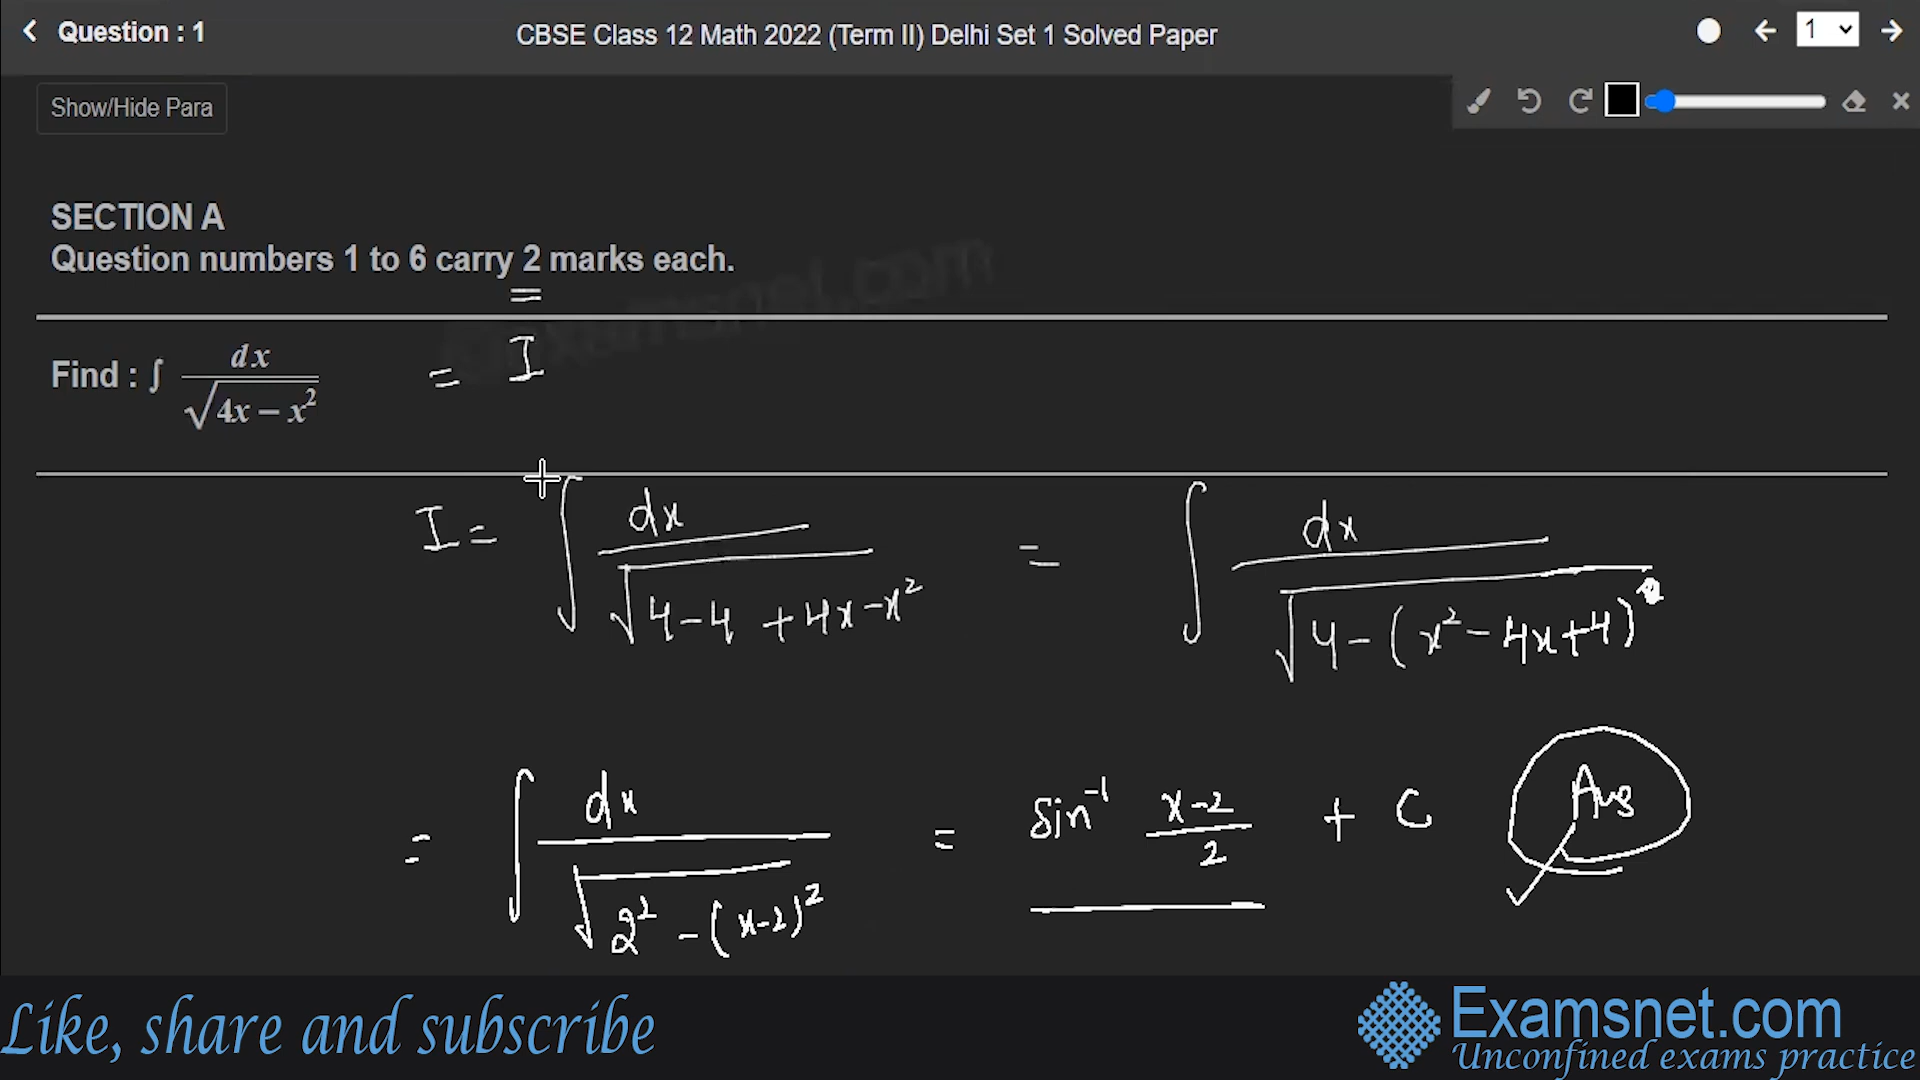 Question : 1
CBSE Class 12 Math 2022 (Term II) Delhi Set 1 Solved Paper
1
Show/Hide Para
SECTION A
Question numbers 1 to 6 carry 2 marks each.
©examsnet.com
Find : ∫ dx / √(4x − x²) = I
I = ∫ dx / √(4-4 + 4x-x²) = ∫ dx / √(4-(x²-4x+4))
= ∫ dx / √(2² - (x-2)²) = sin⁻¹ (x-2)/2 + C Ans
Like, share and subscribe
Examsnet.com
Unconfined exams practice